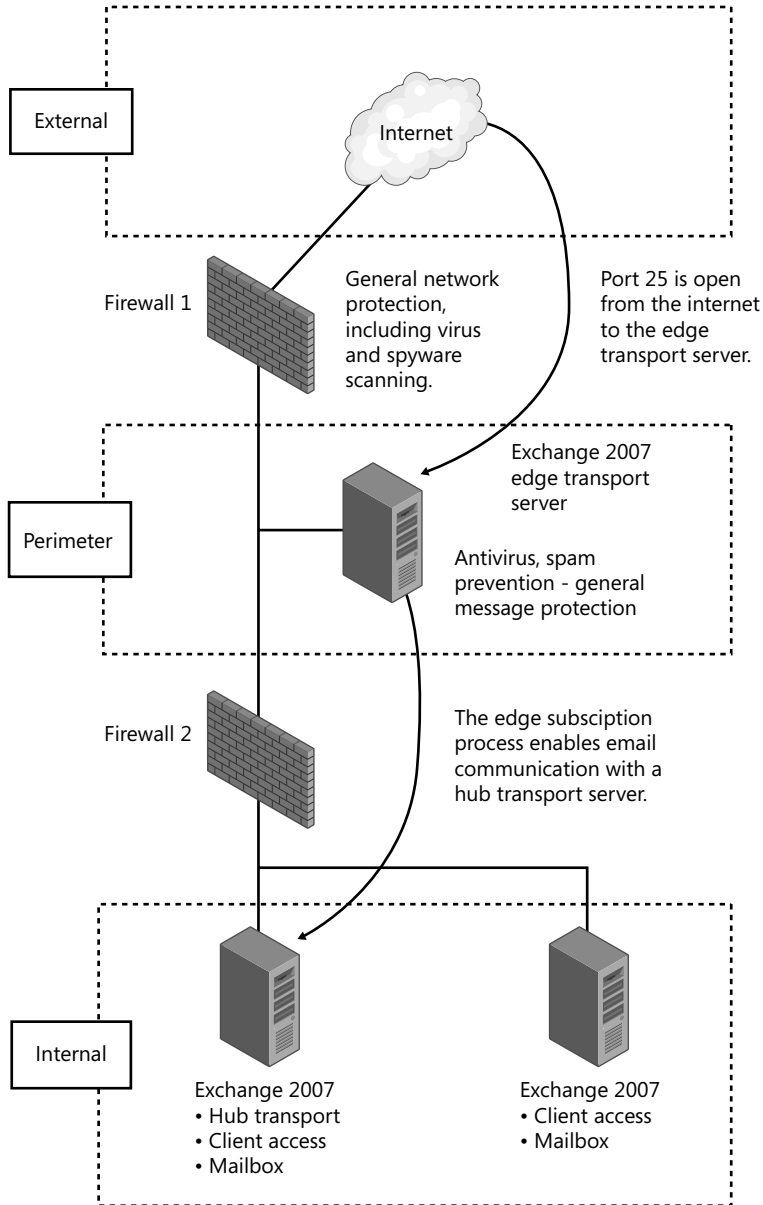 External
Internet
Firewall 1
General network
protection,
including virus
and spyware
scanning.
Port 25 is open
from the internet
to the edge
transport server.
Perimeter
Exchange 2007
edge transport
server
Antivirus, spam
prevention - general
message protection
Firewall 2
The edge subsciption
process enables email
communication with a
hub transport server.
Internal
Exchange 2007
• Hub transport
• Client access
• Mailbox
Exchange 2007
• Client access
• Mailbox